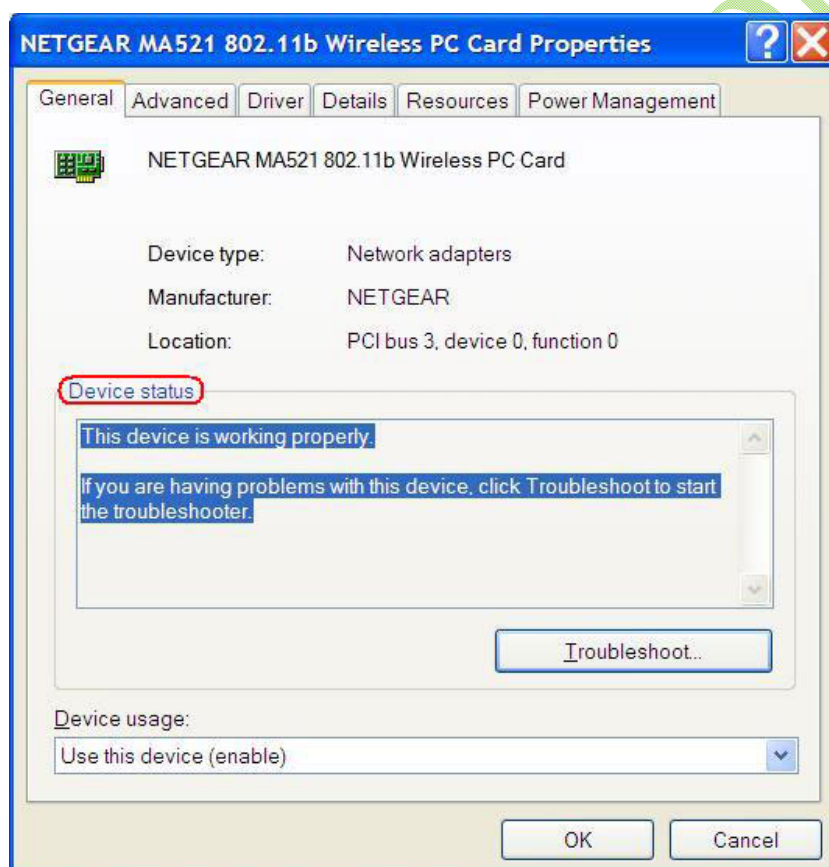 NETGEAR MA521 802.11b Wireless PC Card Properties
General Advanced Driver Details Resources Power Management
NETGEAR MA521 802.11b Wireless PC Card
Device type: Network adapters
Manufacturer: NETGEAR
Location: PCI bus 3, device 0, function 0
Device status
This device is working properly.
If you are having problems with this device, click Troubleshoot to start
the troubleshooter.
Troubleshoot...
Device usage:
Use this device (enable)
OK Cancel